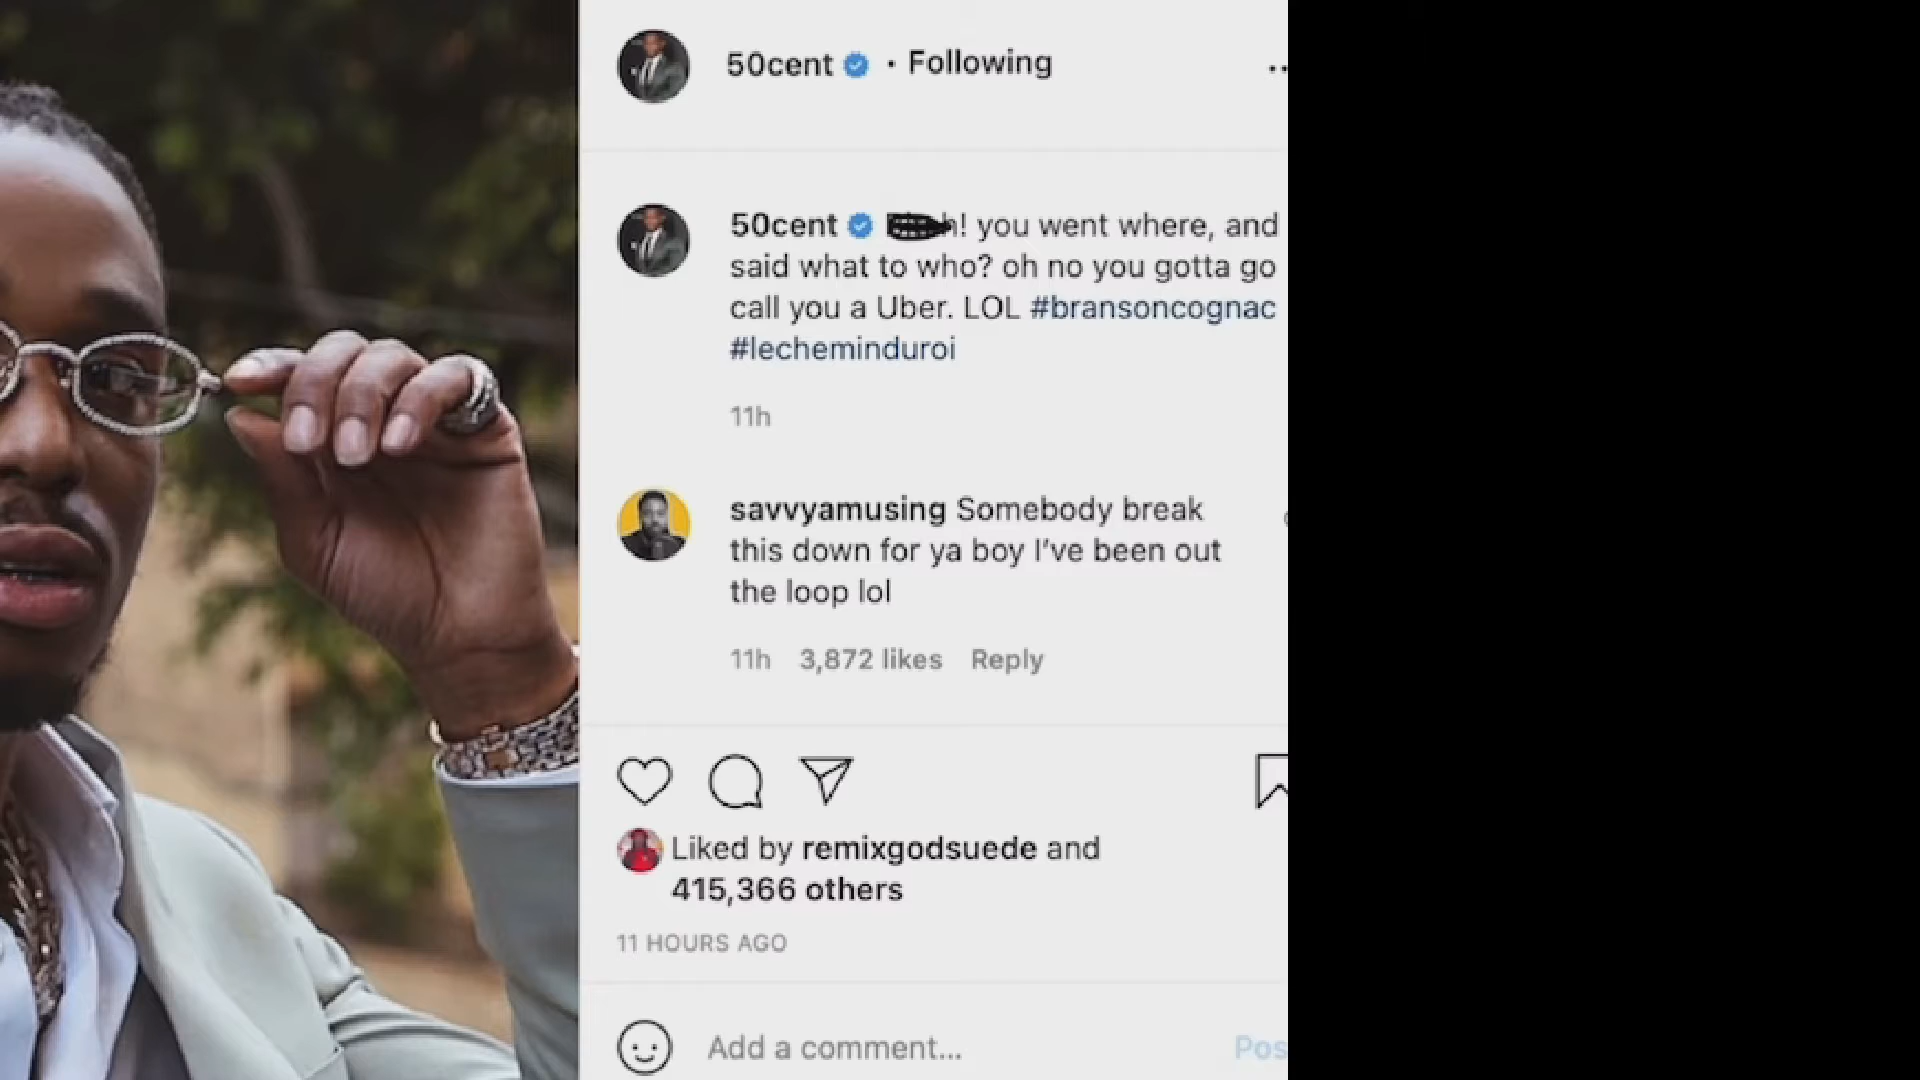 50cent • Following
50cent h! you went where, and
said what to who? oh no you gotta go
call you a Uber. LOL #bransoncognac
#lecheminduroi
11h
savvyamusing Somebody break
this down for ya boy I've been out
the loop lol
11h 3,872 likes Reply
Liked by remixgodsuede and
415,366 others
11 HOURS AGO
Add a comment...
Pos